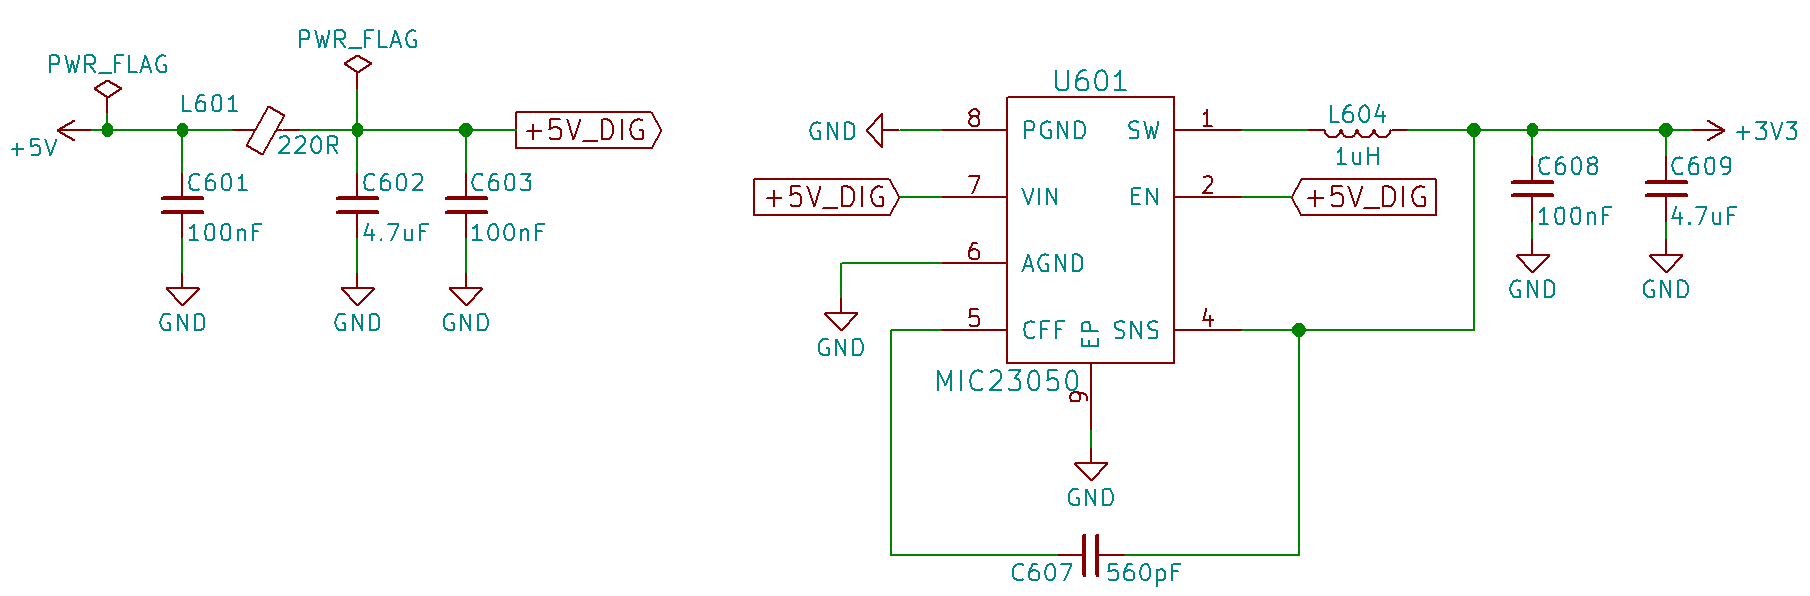 PWR_FLAG
PWR_FLAG
+5V
L601
220R
+5V_DIG
C601
100nF
C602
4.7uF
C603
100nF
GND
GND
GND
U601
GND
8
PGND
SW
1
L604
1uH
+3V3
+5V_DIG
7
VIN
EN
2
+5V_DIG
C608
100nF
C609
4.7uF
6
AGND
GND
GND
GND
5
CFF
EP
SNS
4
MIC23050
9
GND
C607
560pF